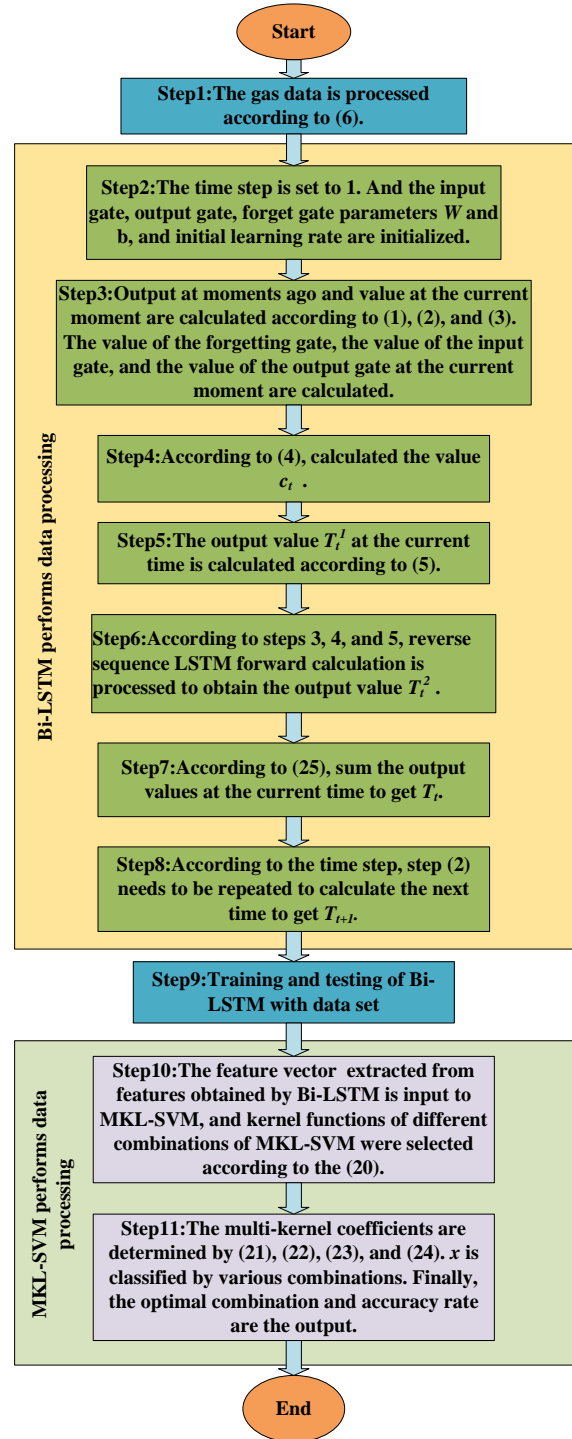 Start
Step1:The gas data is processed
according to (6).
Bi-LSTM performs data processing
Step2:The time step is set to 1. And the input
gate, output gate, forget gate parameters W and
b, and initial learning rate are initialized.
Step3:Output at moments ago and value at the current
moment are calculated according to (1), (2), and (3).
The value of the forgetting gate, the value of the input
gate, and the value of the output gate at the current
moment are calculated.
Step4:According to (4), calculated the value
c_t .
Step5:The output value T_t^1 at the current
time is calculated according to (5).
Step6:According to steps 3, 4, and 5, reverse
sequence LSTM forward calculation is
processed to obtain the output value T_t^2 .
Step7:According to (25), sum the output
values at the current time to get T_t.
Step8:According to the time step, step (2)
needs to be repeated to calculate the next
time to get T_{t+1}.
Step9:Training and testing of Bi-
LSTM with data set
MKL-SVM performs data
processing
Step10:The feature vector extracted from
features obtained by Bi-LSTM is input to
MKL-SVM, and kernel functions of different
combinations of MKL-SVM were selected
according to the (20).
Step11:The multi-kernel coefficients are
determined by (21), (22), (23), and (24). x is
classified by various combinations. Finally,
the optimal combination and accuracy rate
are the output.
End